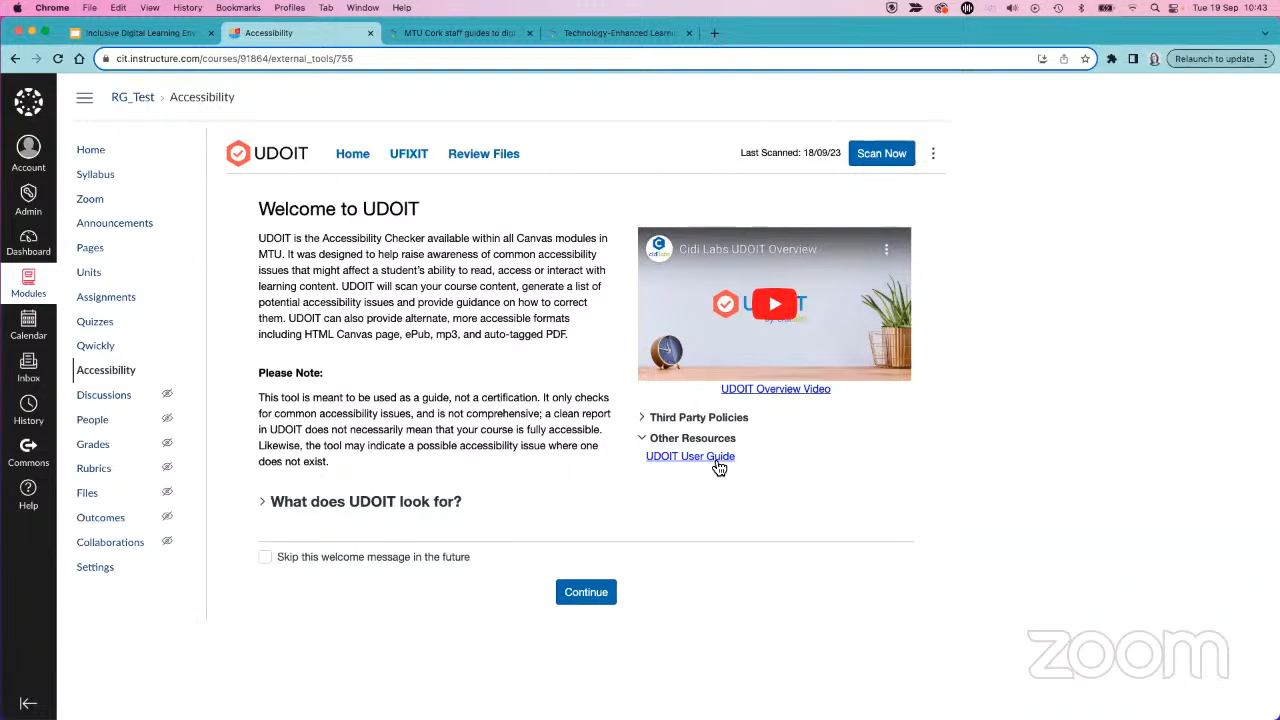 Chrome File Edit View History Bookmarks Profiles Tab Window Help Tue 19 Sep 10:43
Inclusive Digital Learning Env Accessibility MTU Cork staff guides to digi Technology-Enhanced Learni
cit.instructure.com/courses/91864/external_tools/755 Relaunch to update
RG_Test › Accessibility
Account
Admin
Dashboard
Modules
Calendar
Inbox
History
Commons
Help
Home
Syllabus
Zoom
Announcements
Pages
Units
Assignments
Quizzes
Qwickly
Accessibility
Discussions
People
Grades
Rubrics
Files
Outcomes
Collaborations
Settings
UDOIT Home UFIXIT Review Files Last Scanned: 18/09/23 Scan Now
Welcome to UDOIT
UDOIT is the Accessibility Checker available within all Canvas modules in
MTU. It was designed to help raise awareness of common accessibility
issues that might affect a student's ability to read, access or interact with
learning content. UDOIT will scan your course content, generate a list of
potential accessibility issues and provide guidance on how to correct
them. UDOIT can also provide alternate, more accessible formats
including HTML Canvas page, ePub, mp3, and auto-tagged PDF.
Please Note:
This tool is meant to be used as a guide, not a certification. It only checks
for common accessibility issues, and is not comprehensive; a clean report
in UDOIT does not necessarily mean that your course is fully accessible.
Likewise, the tool may indicate a possible accessibility issue where one
does not exist.
What does UDOIT look for?
Cidi Labs UDOIT Overview
UDOIT Overview Video
Third Party Policies
Other Resources
UDOIT User Guide
Skip this welcome message in the future
Continue
zoom